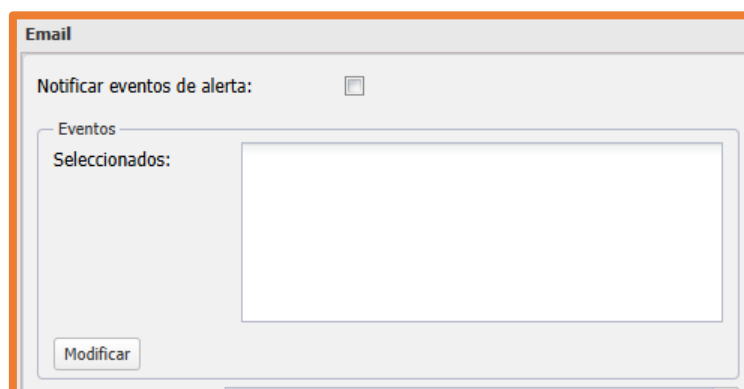 Email
Notificar eventos de alerta:
Eventos
Seleccionados:
Modificar